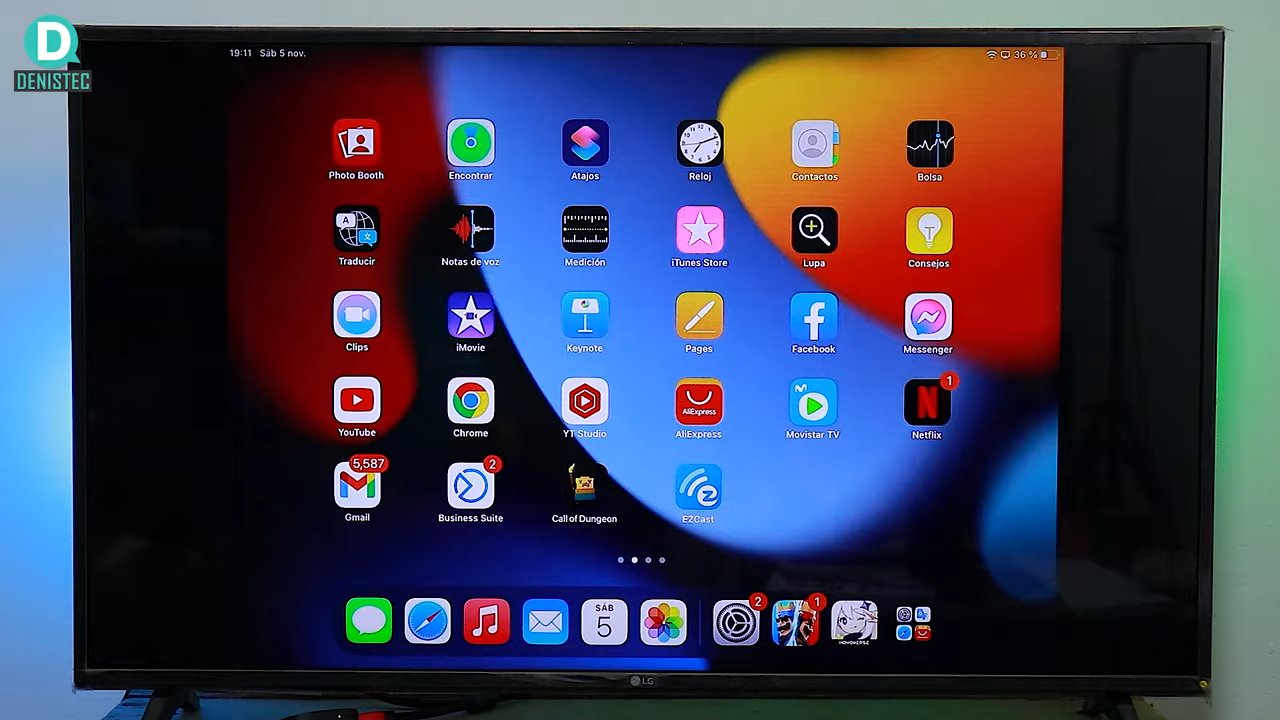 D
DENISTEC
19:11 Sáb 5 nov.
36 %
Photo Booth
Encontrar
Atajos
Reloj
Contactos
Bolsa
Traducir
Notas de voz
Medición
iTunes Store
Lupa
Consejos
Clips
iMovie
Keynote
Pages
Facebook
Messenger
1
AliExpress
YouTube
Chrome
YT Studio
AliExpress
Movistar TV
Netflix
5,587
2
Gmail
Business Suite
Call of Dungeon
EZCast
SÁB
5
2
1
LG